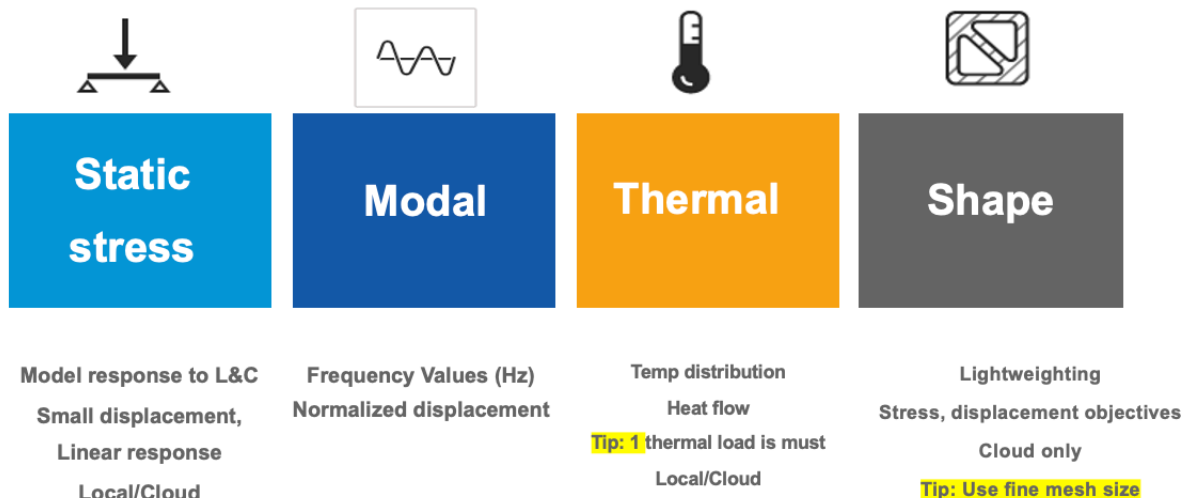 Static
stress
Modal
Thermal
Shape
Model response to L&C
Small displacement,
Linear response
Local/Cloud
Frequency Values (Hz)
Normalized displacement
Temp distribution
Heat flow
Tip: 1 thermal load is must
Local/Cloud
Lightweighting
Stress, displacement objectives
Cloud only
Tip: Use fine mesh size